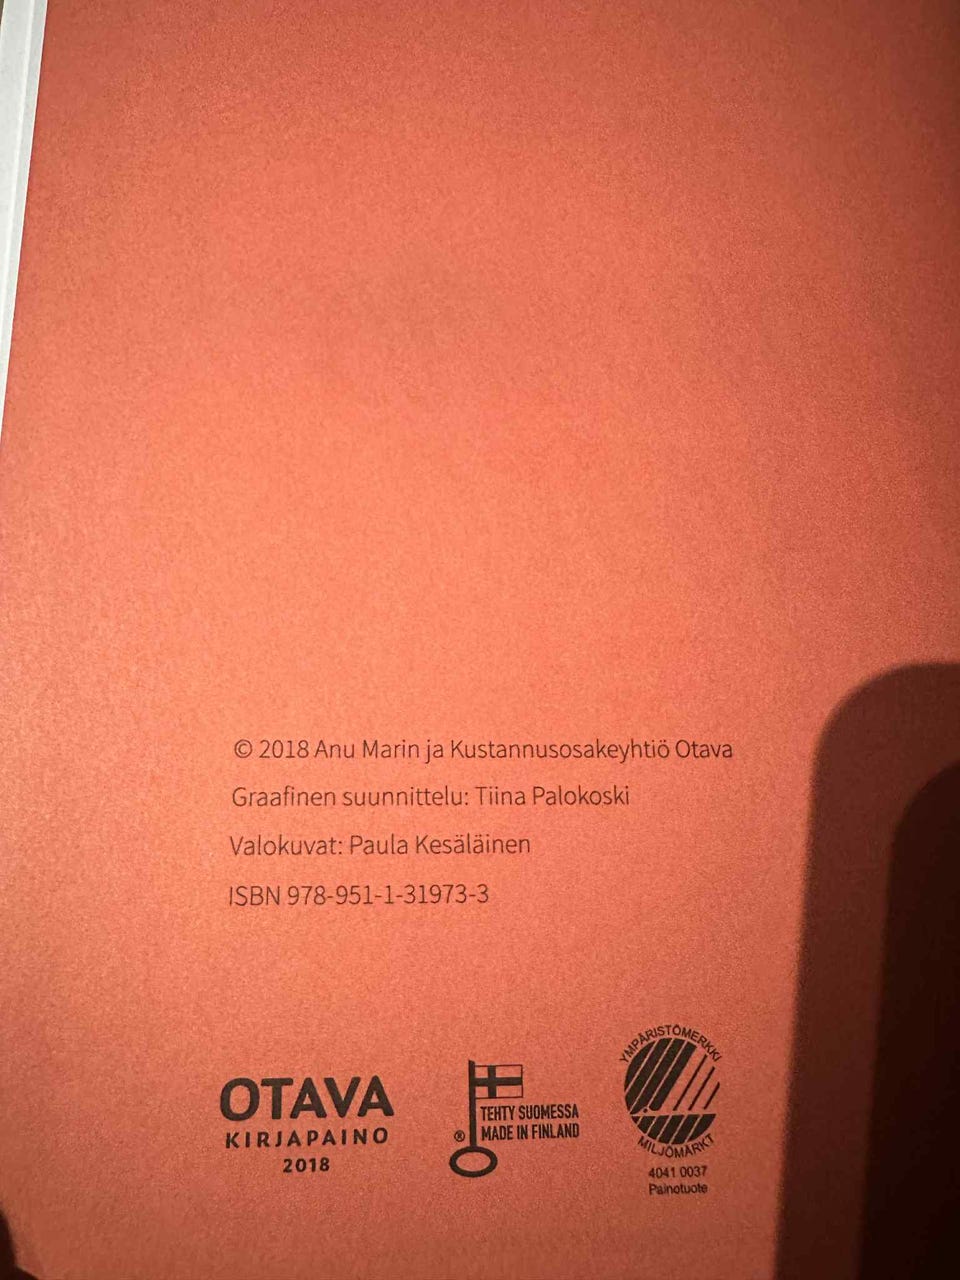 © 2018 Anu Marin ja Kustannusosakeyhtiö Otava
Graafinen suunnittelu: Tiina Palokoski
Valokuvat: Paula Kesäläinen
ISBN 978-951-1-31973-3
OTAVA
KIRJAPAINO
2018
TEHTY SUOMESSA
® MADE IN FINLAND
YMPÄRISTÖMERKKI
MILJÖMÄRKT
4041 0037
Painotuote